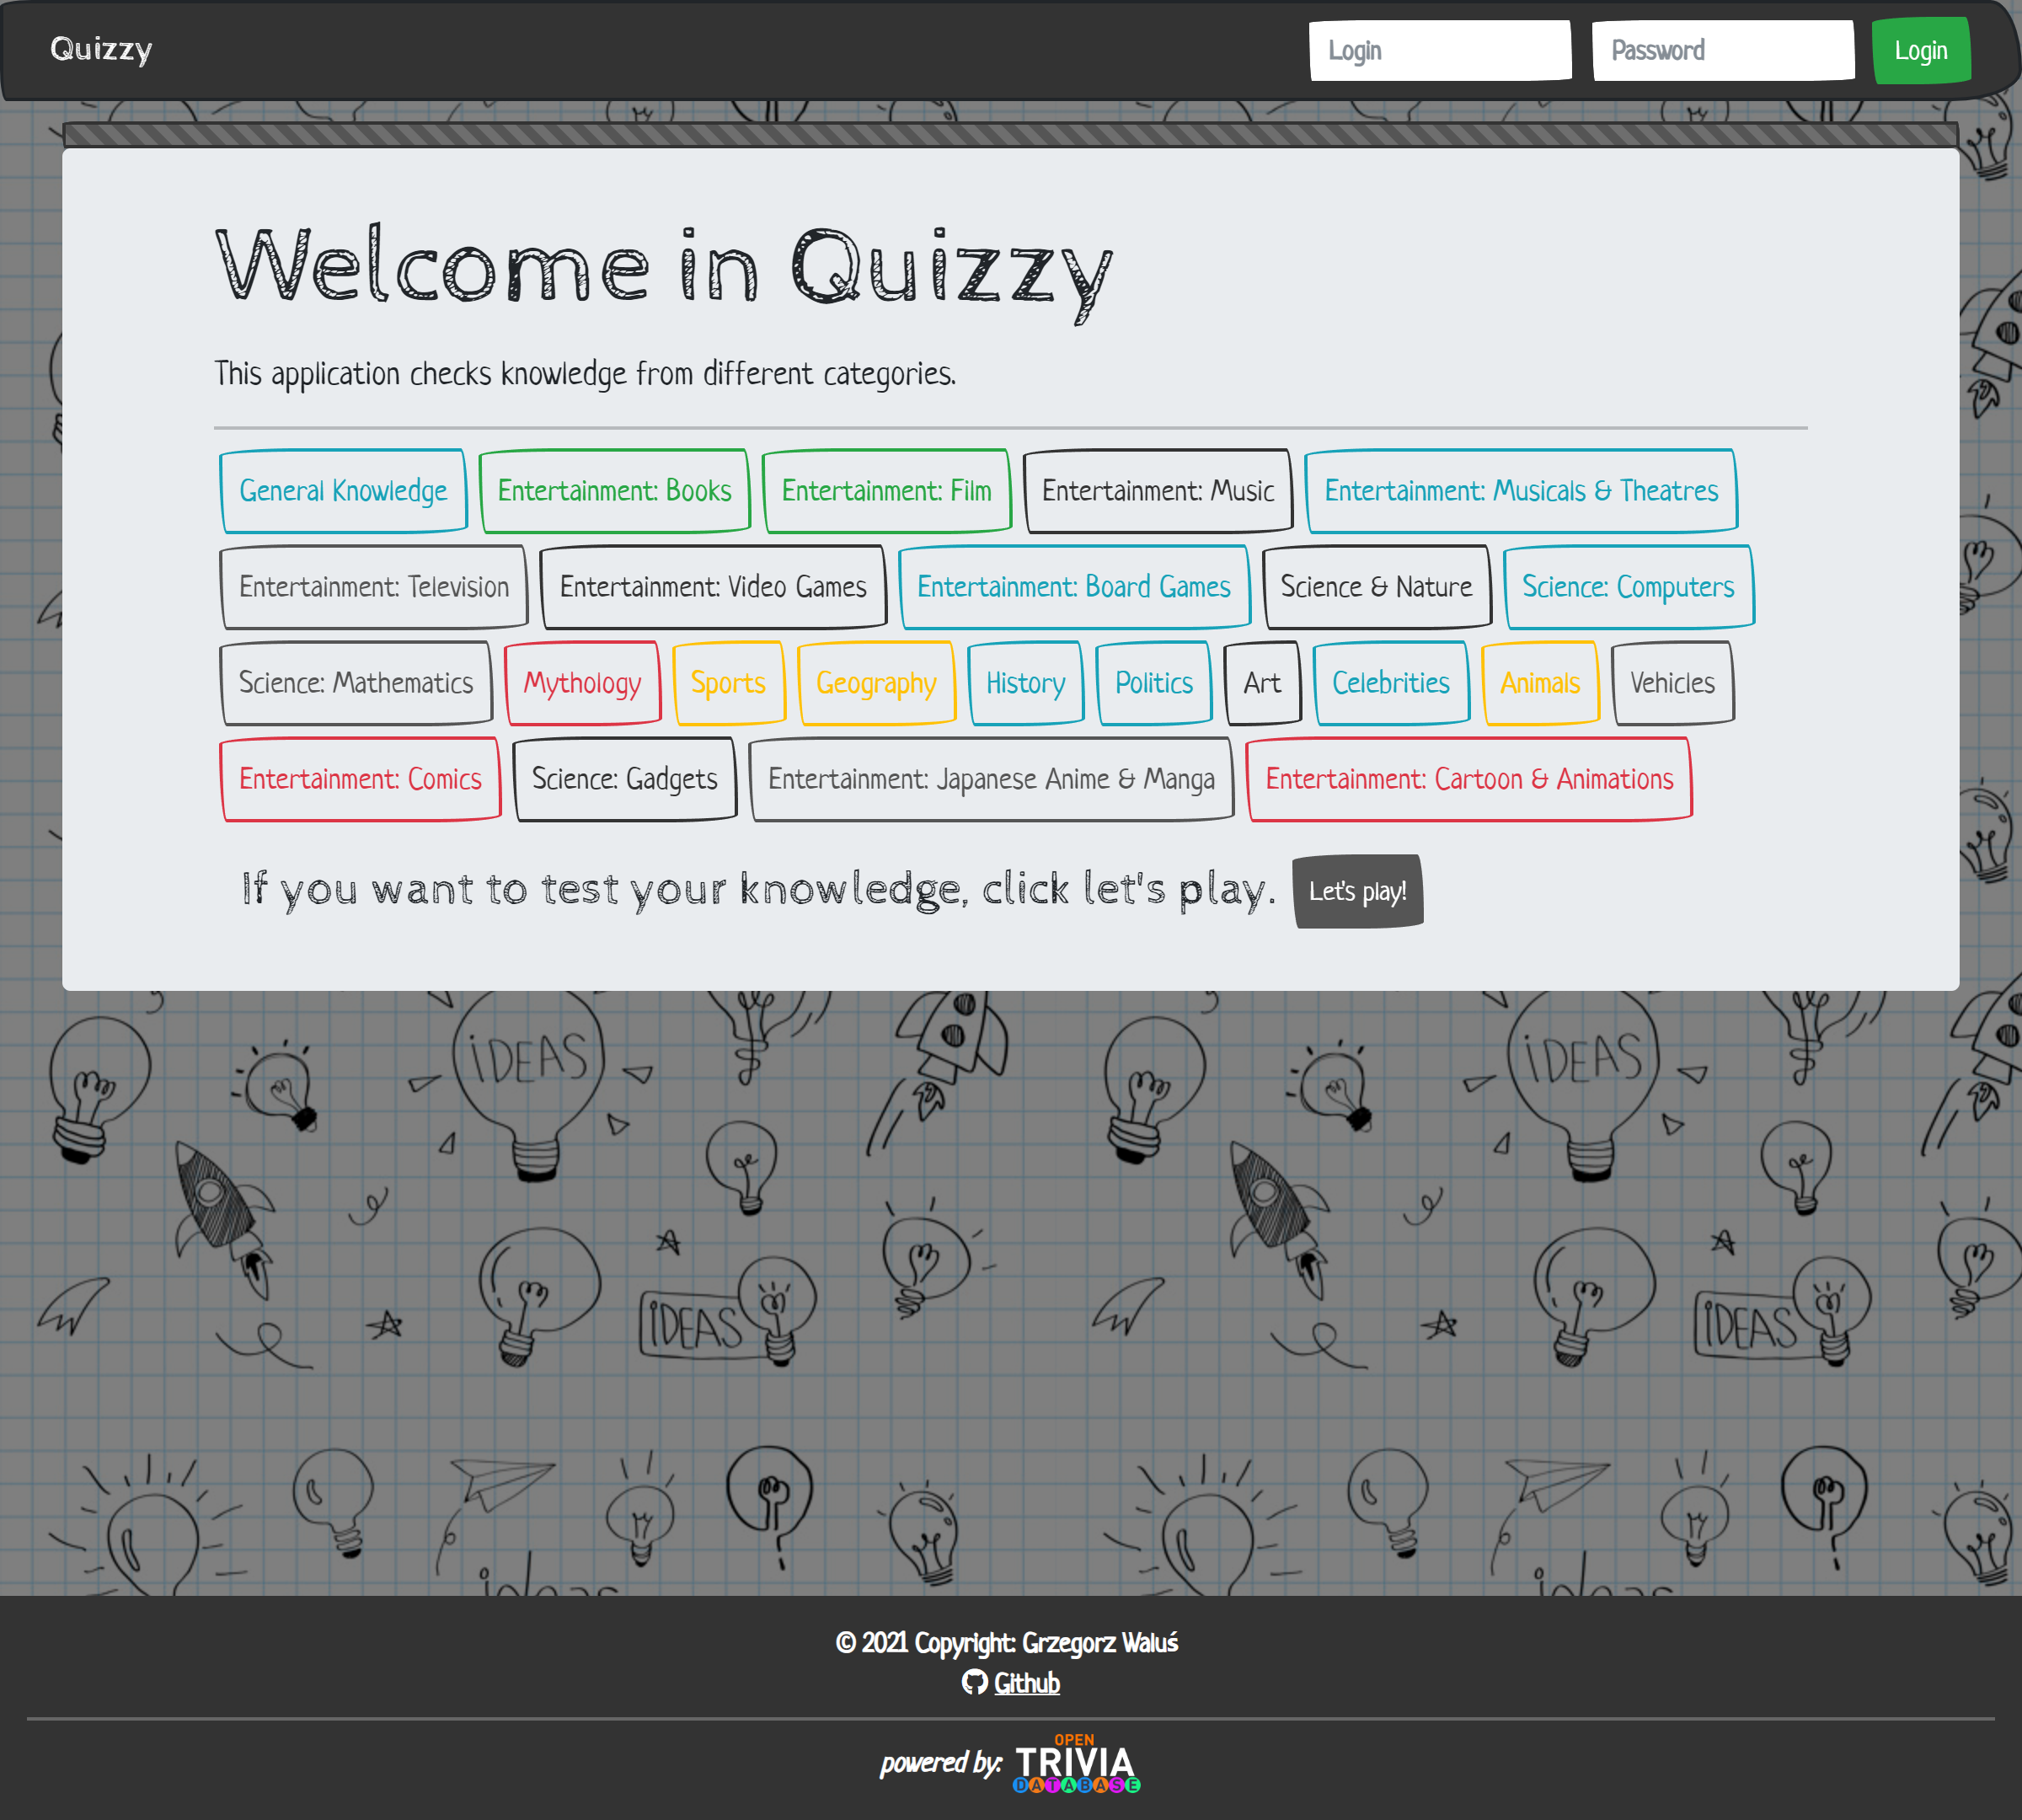 Quizzy
Login
Password
Login
Welcome in Quizzy
This application checks knowledge from different categories.
General Knowledge
Entertainment: Books
Entertainment: Film
Entertainment: Music
Entertainment: Musicals & Theatres
Entertainment: Television
Entertainment: Video Games
Entertainment: Board Games
Science & Nature
Science: Computers
Science: Mathematics
Mythology
Sports
Geography
History
Politics
Art
Celebrities
Animals
Vehicles
Entertainment: Comics
Science: Gadgets
Entertainment: Japanese Anime & Manga
Entertainment: Cartoon & Animations
If you want to test your knowledge, click let's play.
Let's play!
iDEAS
iDEAS
iDEAS
iDEAS
ideas
ideas
© 2021 Copyright: Grzegorz Waluś
Github
powered by:
OPEN
TRIVIA
DATABASE